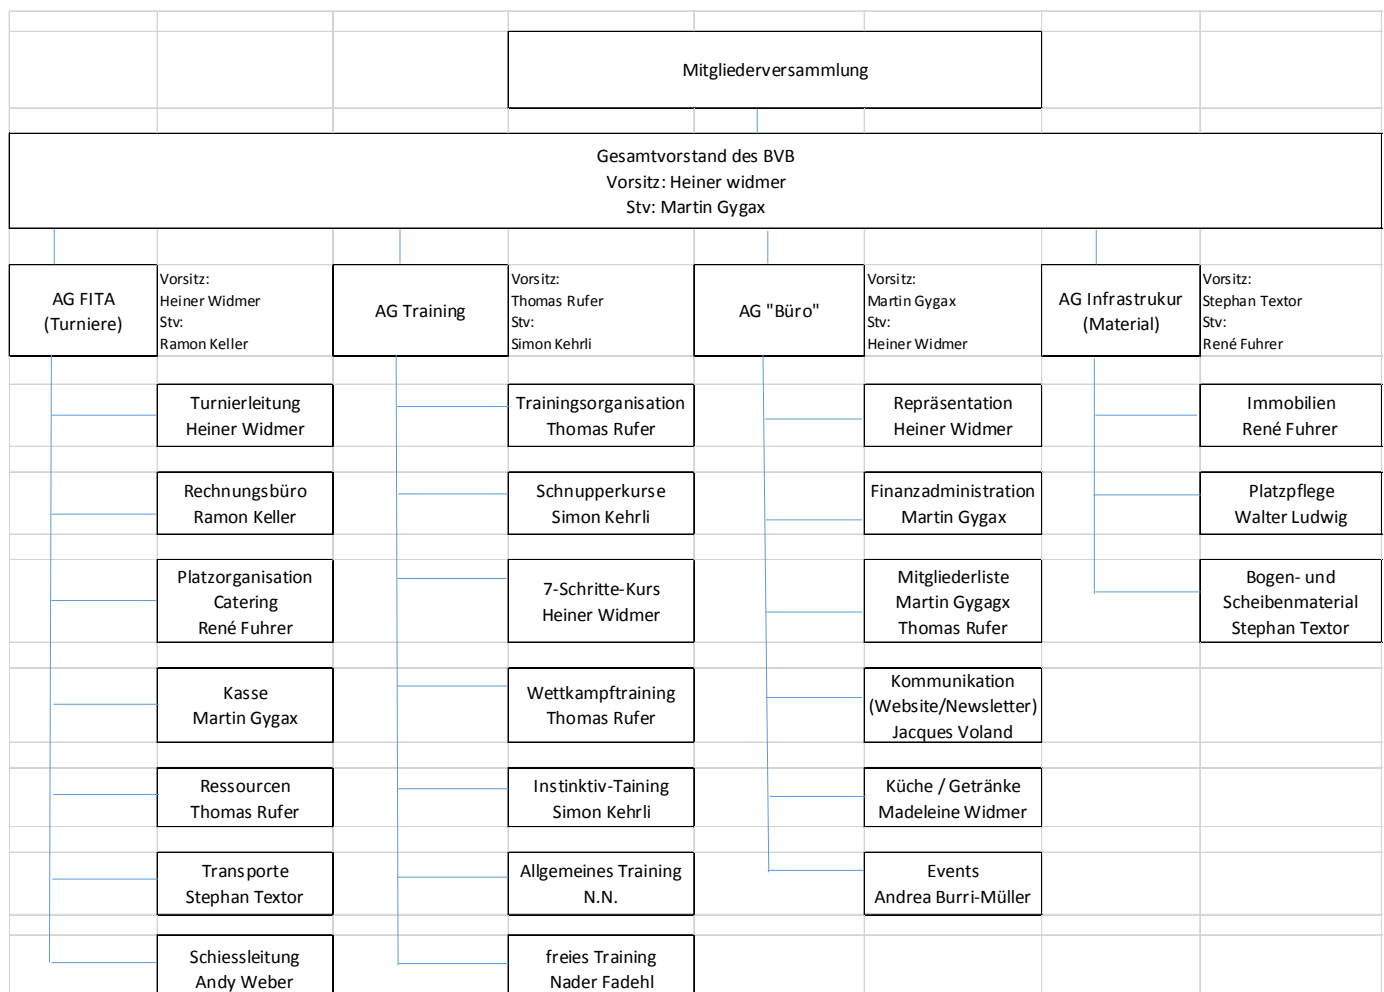 Mitgliederversammlung
Gesamtvorstand des BVB
Vorsitz: Heiner widmer
Stv: Martin Gygax
AG FITA
(Turniere)
Vorsitz:
Heiner Widmer
Stv:
Ramon Keller
AG Training
Vorsitz:
Thomas Rufer
Stv:
Simon Kehrli
AG "Büro"
Vorsitz:
Martin Gygax
Stv:
Heiner Widmer
AG Infrastrukur
(Material)
Vorsitz:
Stephan Textor
Stv:
René Fuhrer
Turnierleitung
Heiner Widmer
Trainingsorganisation
Thomas Rufer
Repräsentation
Heiner Widmer
Immobilien
René Fuhrer
Rechnungsbüro
Ramon Keller
Schnupperkurse
Simon Kehrli
Finanzadministration
Martin Gygax
Platzpflege
Walter Ludwig
Platzorganisation
Catering
René Fuhrer
7-Schritte-Kurs
Heiner Widmer
Mitgliederliste
Martin Gygagx
Thomas Rufer
Bogen- und
Scheibenmaterial
Stephan Textor
Kasse
Martin Gygax
Wettkampftraining
Thomas Rufer
Kommunikation
(Website/Newsletter)
Jacques Voland
Ressourcen
Thomas Rufer
Instinktiv-Taining
Simon Kehrli
Küche / Getränke
Madeleine Widmer
Transporte
Stephan Textor
Allgemeines Training
N.N.
Events
Andrea Burri-Müller
Schiessleitung
Andy Weber
freies Training
Nader Fadehl